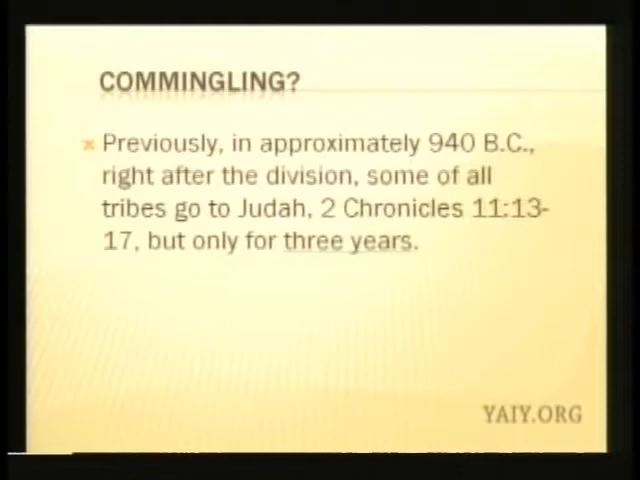 COMMINGLING?
Previously, in approximately 940 B.C.,
right after the division, some of all
tribes go to Judah, 2 Chronicles 11:13-
17, but only for three years.
YAIY.ORG